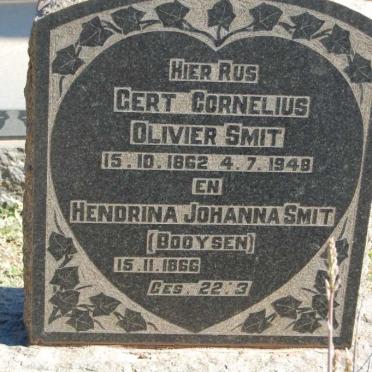 HIER RUS
GERT CORNELIUS
OLIVIER SMIT
15.10.1862 4.7.1948
EN
HENDRINA JOHANNA SMIT
(BOOYSEN)
15.11.1866
GES. 22.3